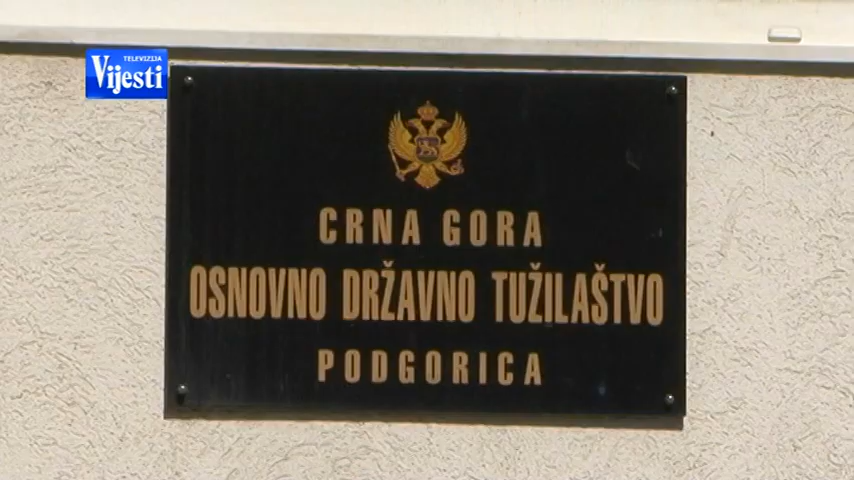 TELEVIZIJA
Vijesti
CRNA GORA
OSNOVNO DRŽAVNO TUŽILAŠTVO
PODGORICA